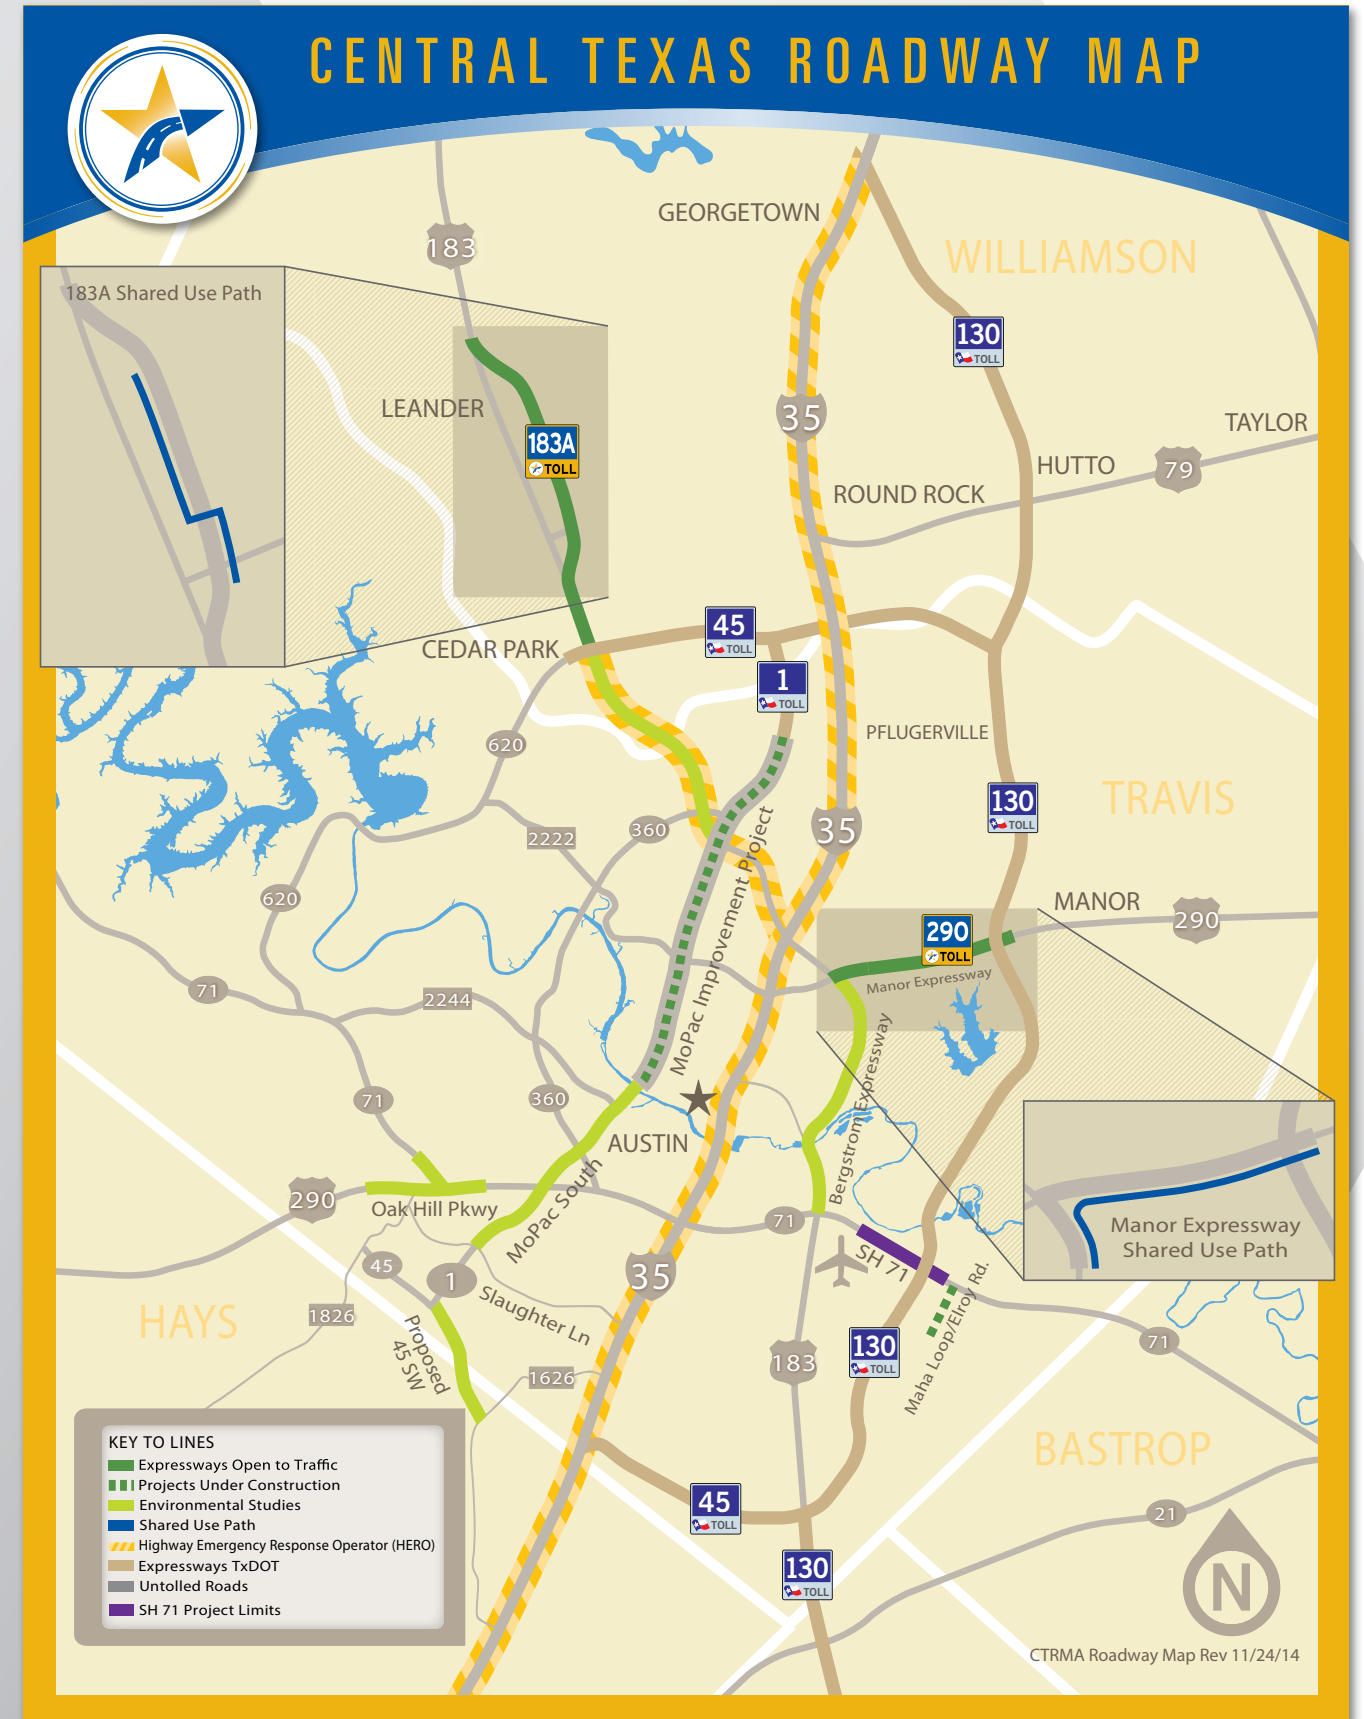 CENTRAL TEXAS ROADWAY MAP
GEORGETOWN
183
WILLIAMSON
183A Shared Use Path
130
TOLL
LEANDER
35
TAYLOR
183A
TOLL
HUTTO
79
ROUND ROCK
45
TOLL
CEDAR PARK
1
TOLL
PFLUGERVILLE
620
TRAVIS
130
TOLL
2222
360
35
MoPac Improvement Project
620
MANOR
290
290
TOLL
Manor Expressway
71
2244
Bergstrom Expressway
71
360
AUSTIN
290
Oak Hill Pkwy
MoPac South
71
Manor Expressway
Shared Use Path
SH 71
45
1
35
Slaughter Ln
HAYS
1826
Proposed
45 SW
1626
183
130
TOLL
Maha Loop/Elroy Rd.
71
BASTROP
KEY TO LINES
Expressways Open to Traffic
Projects Under Construction
Environmental Studies
Shared Use Path
Highway Emergency Response Operator (HERO)
Expressways TxDOT
Untolled Roads
SH 71 Project Limits
45
TOLL
21
130
TOLL
N
CTRMA Roadway Map Rev 11/24/14